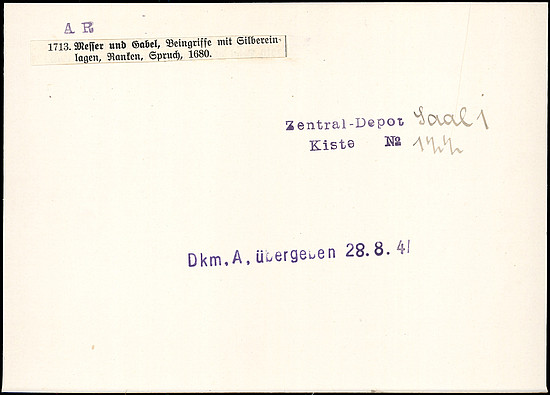 A R
1713. Messer und Gabel, Beingriffe mit Silberein-
lagen, Ranken, Spruch, 1680.
Zentral-Depot Saal 1
Kiste №
Dkm. A, übergeben 28. 8. 41